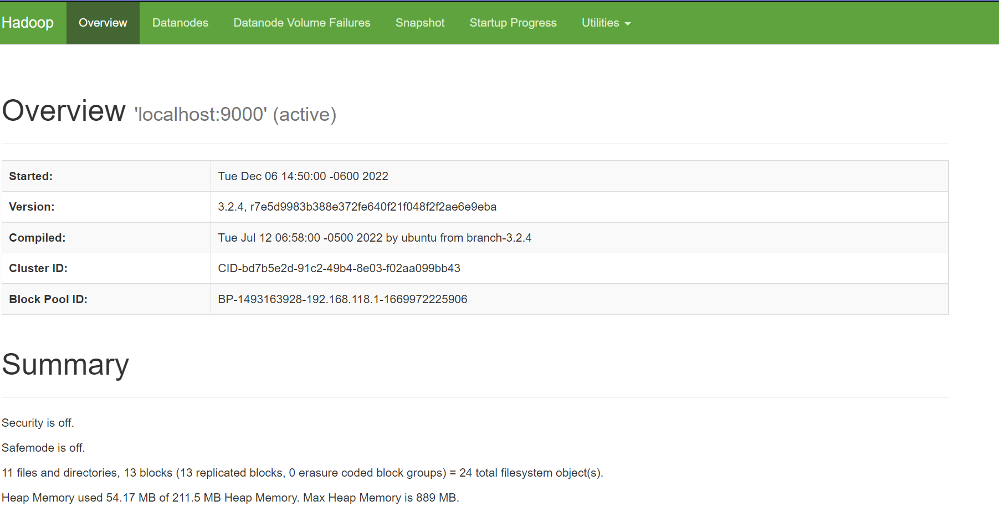 Hadoop Overview Datanodes Datanode Volume Failures Snapshot Startup Progress Utilities
Overview 'localhost:9000' (active)
Started: Tue Dec 06 14:50:00 -0600 2022
Version: 3.2.4, r7e5d9983b388e372fe640f21f048f2f2ae6e9eba
Compiled: Tue Jul 12 06:58:00 -0500 2022 by ubuntu from branch-3.2.4
Cluster ID: CID-bd7b5e2d-91c2-49b4-8e03-f02aa099bb43
Block Pool ID: BP-1493163928-192.168.118.1-1669972225906
Summary
Security is off.
Safemode is off.
11 files and directories, 13 blocks (13 replicated blocks, 0 erasure coded block groups) = 24 total filesystem object(s).
Heap Memory used 54.17 MB of 211.5 MB Heap Memory. Max Heap Memory is 889 MB.